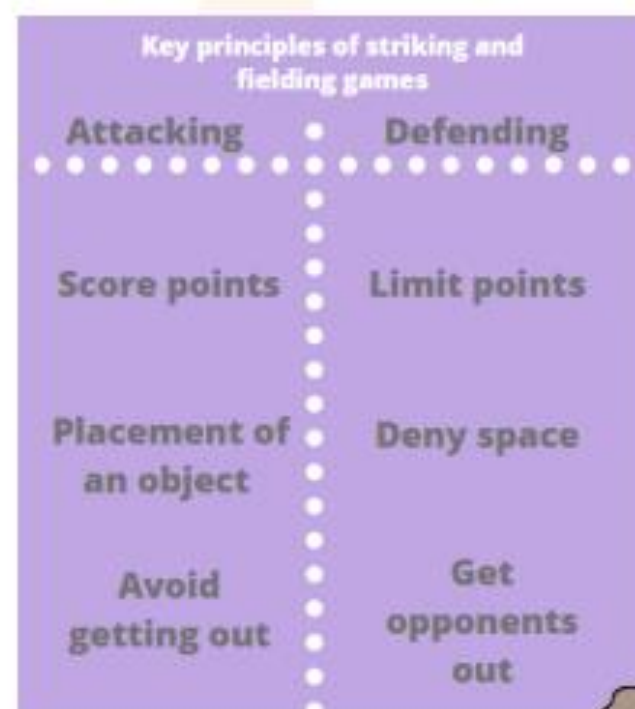 Key principles of striking and
fielding games
Attacking
Defending
Score points
Limit points
Placement of
an object
Deny space
Avoid
getting out
Get
opponents
out